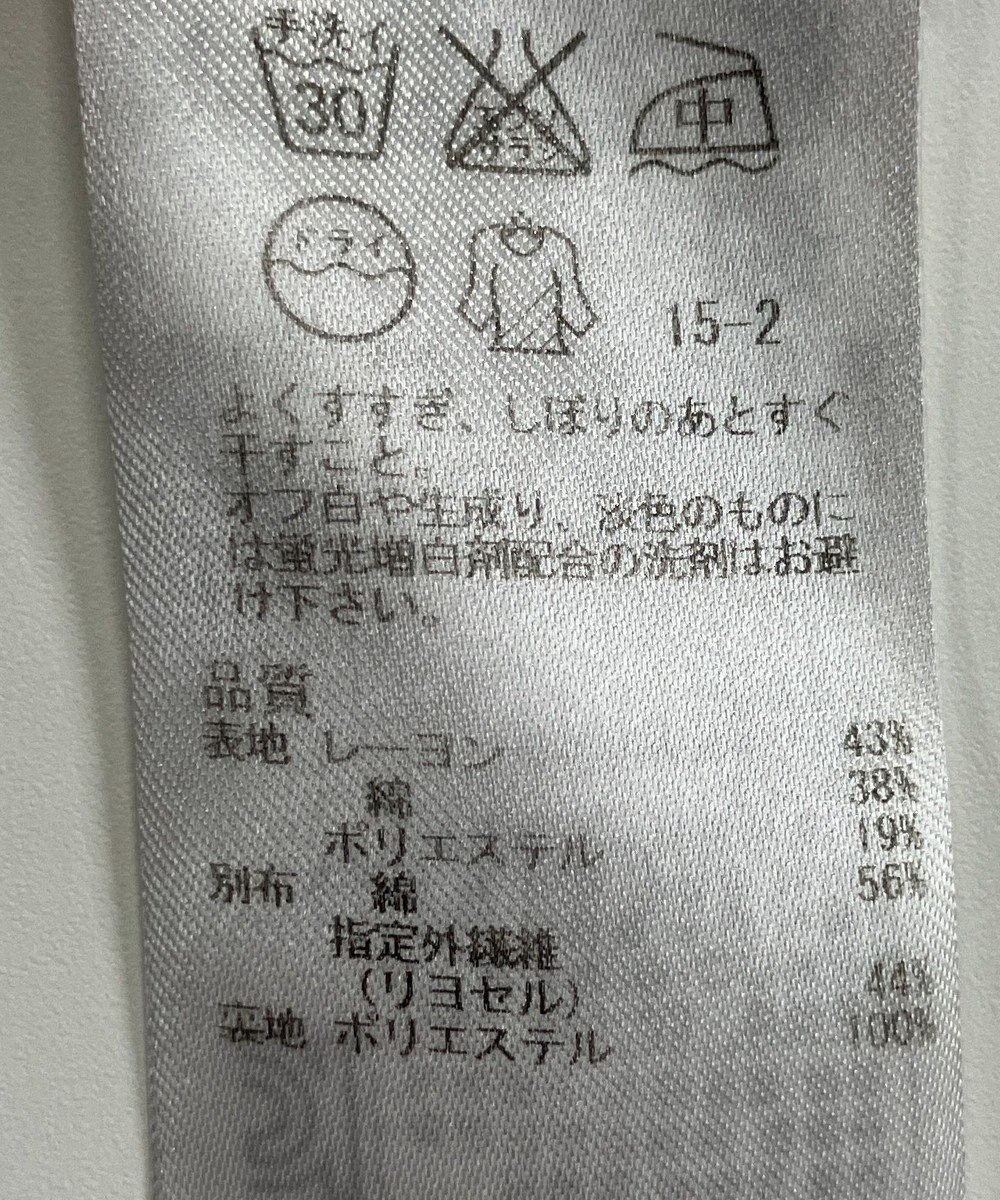 手洗イ
30
サラシ
中
ドライ
15-2
よくすすぎ、しぼりのあとすぐ
干すこと。
オフ白や生成り、淡色のものに
は蛍光増白剤配合の洗剤はお避
け下さい。
品質
表地 レーヨン 43%
綿 38%
ポリエステル 19%
別布 綿 56%
指定外繊維
(リヨセル) 44%
裏地 ポリエステル 100%